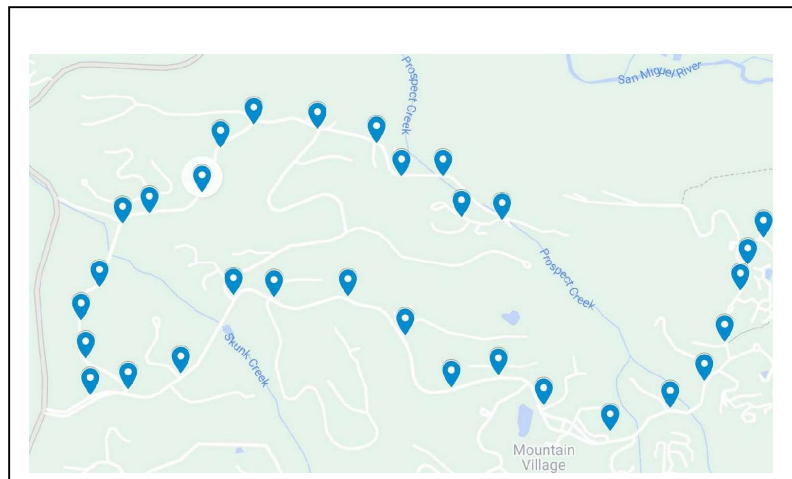 San Miguel River
Prospect Creek
Prospect Creek
Skunk Creek
Mountain
Village